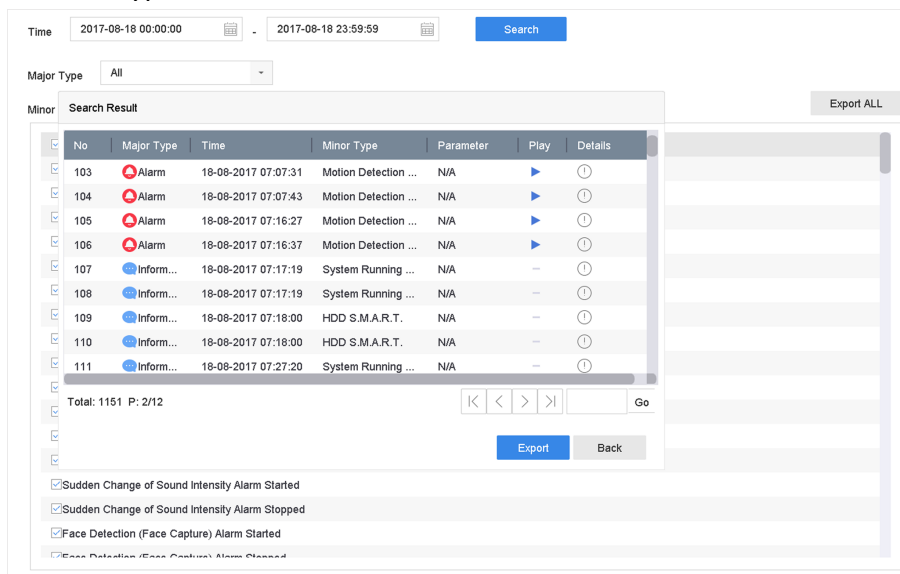 Time 2017-08-18 00:00:00 - 2017-08-18 23:59:59 Search
Major Type All
Minor Export ALL
Search Result
No Major Type Time Minor Type Parameter Play Details
103 Alarm 18-08-2017 07:07:31 Motion Detection ... N/A
104 Alarm 18-08-2017 07:07:43 Motion Detection ... N/A
105 Alarm 18-08-2017 07:16:27 Motion Detection ... N/A
106 Alarm 18-08-2017 07:16:37 Motion Detection ... N/A
107 Inform... 18-08-2017 07:17:19 System Running ... N/A —
108 Inform... 18-08-2017 07:17:19 System Running ... N/A —
109 Inform... 18-08-2017 07:18:00 HDD S.M.A.R.T. N/A —
110 Inform... 18-08-2017 07:18:00 HDD S.M.A.R.T. N/A —
111 Inform... 18-08-2017 07:27:20 System Running ... N/A —
Total: 1151 P: 2/12 Go
Export Back
Sudden Change of Sound Intensity Alarm Started
Sudden Change of Sound Intensity Alarm Stopped
Face Detection (Face Capture) Alarm Started
Face Detection (Face Capture) Alarm Stopped